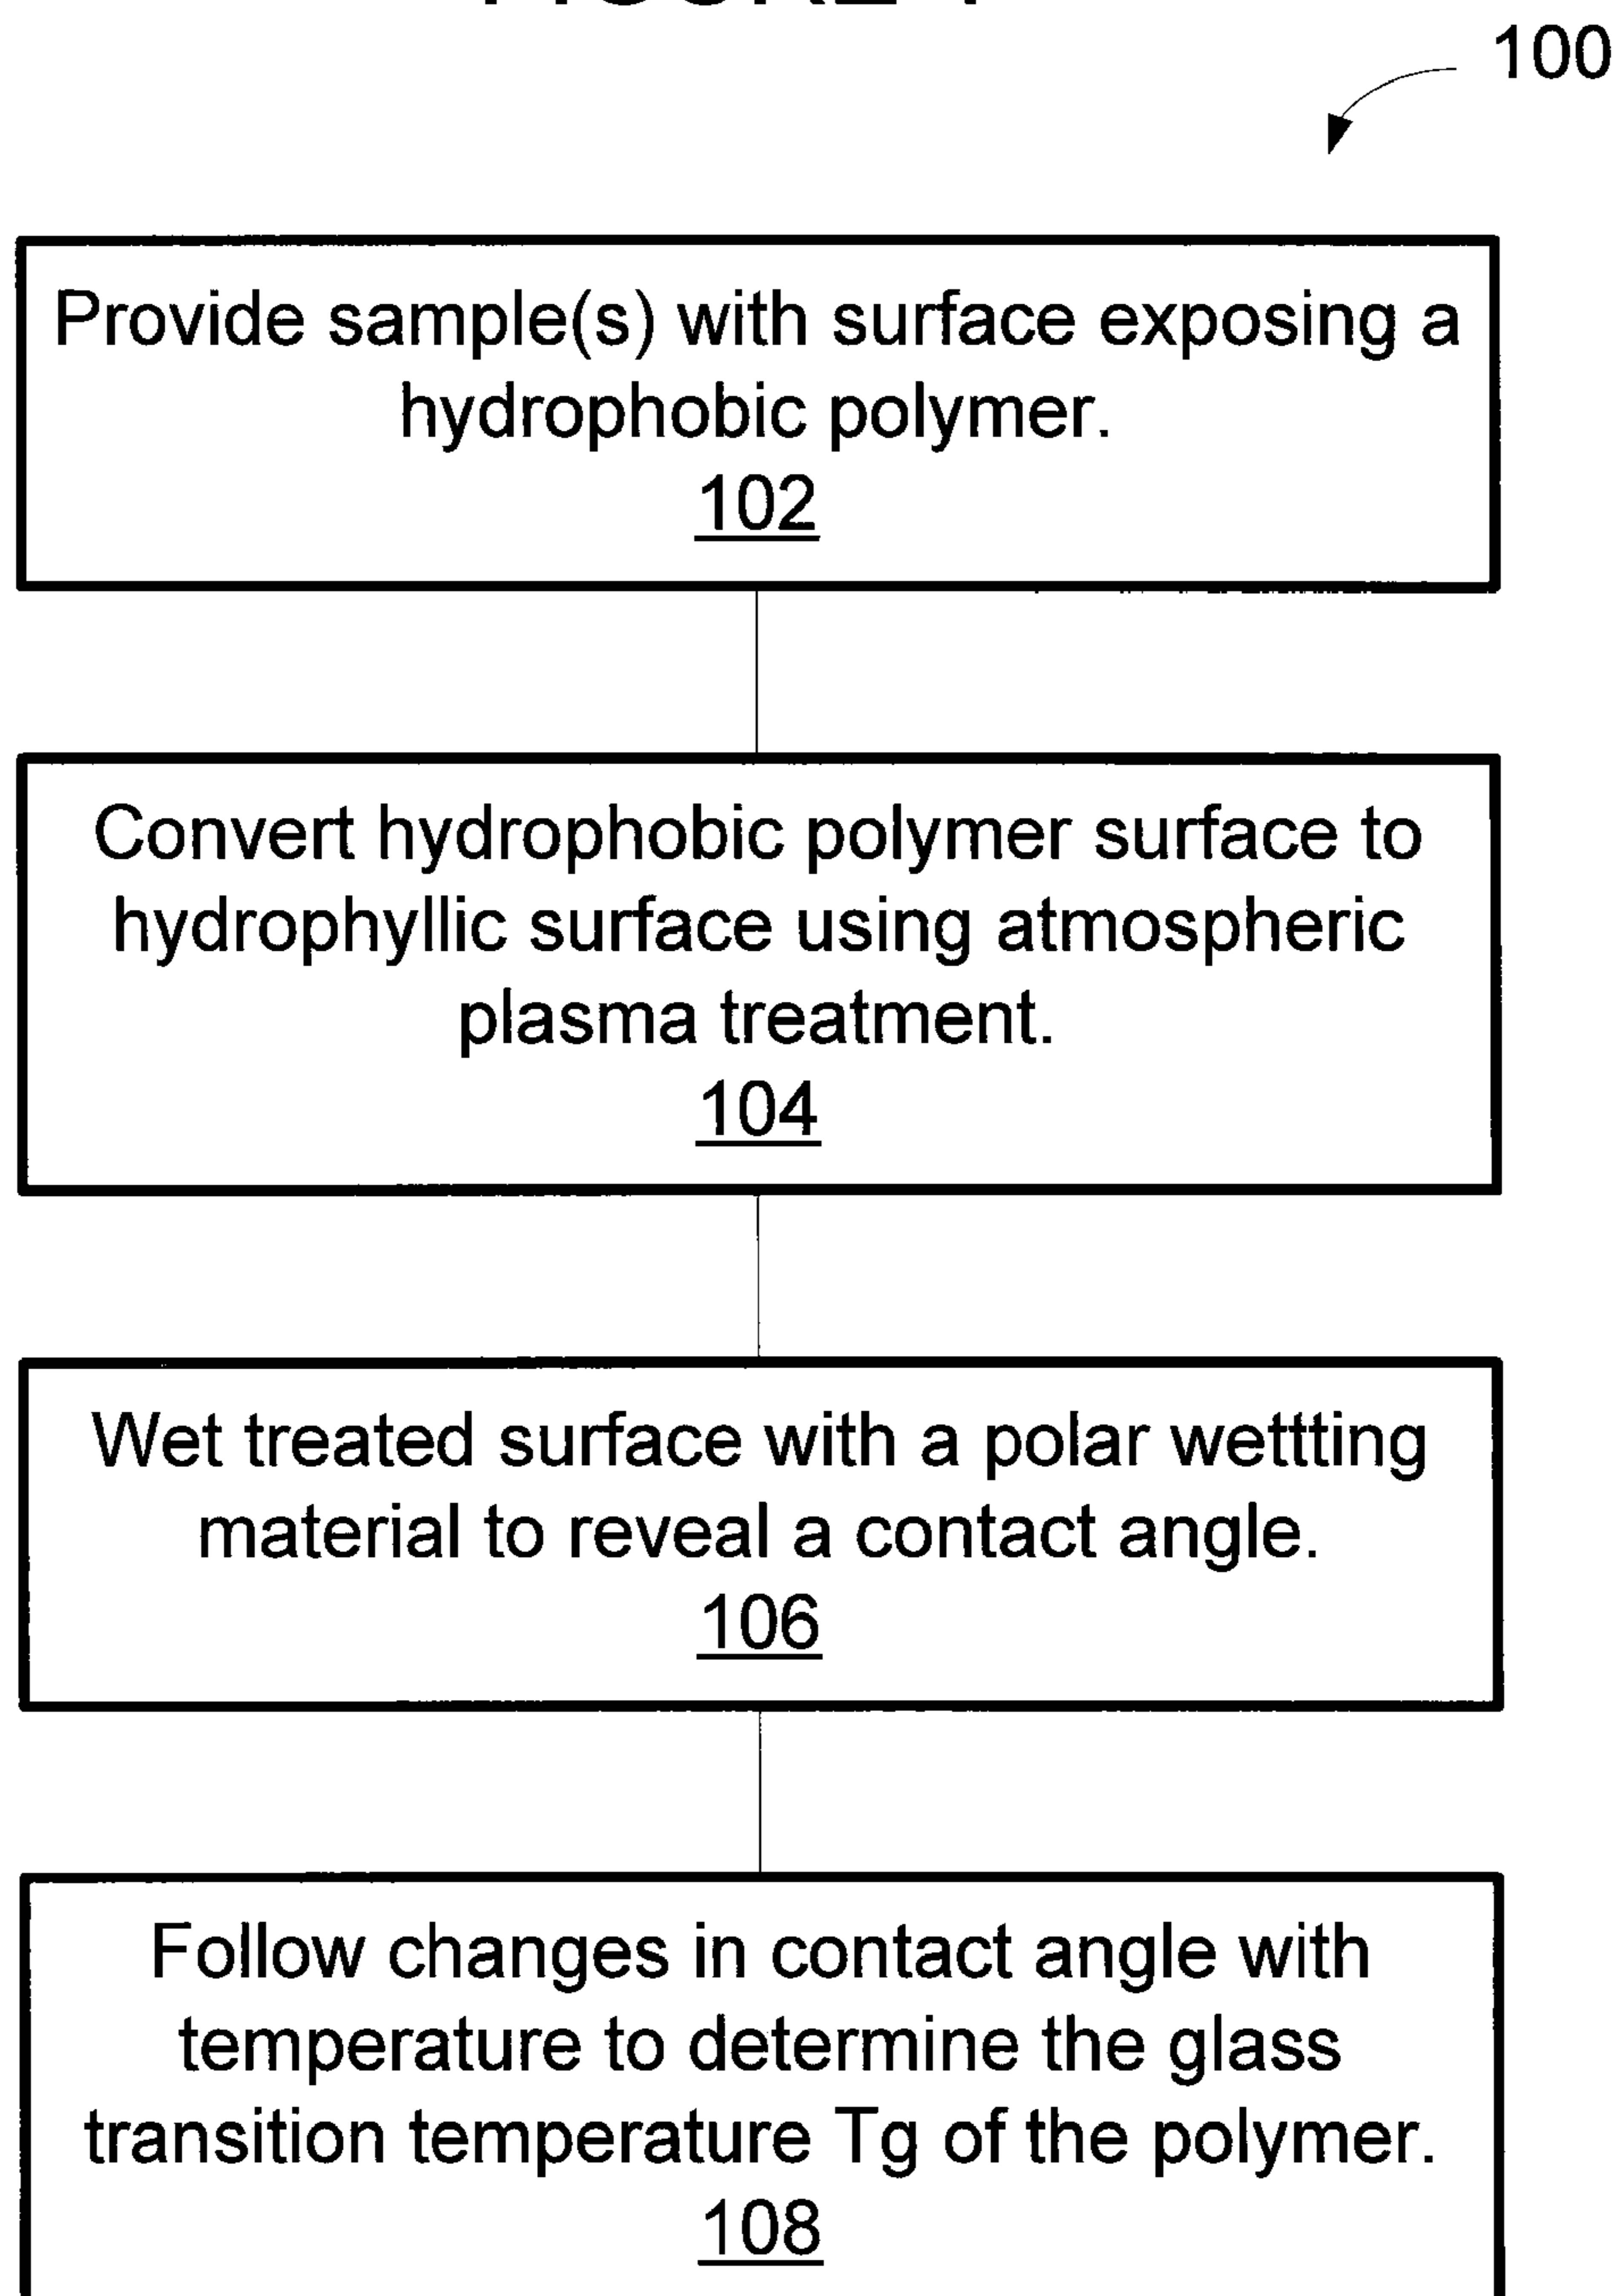 100
Provide sample(s) with surface exposing a
hydrophobic polymer.
102
Convert hydrophobic polymer surface to
hydrophyllic surface using atmospheric
plasma treatment.
104
Wet treated surface with a polar wettting
material to reveal a contact angle.
106
Follow changes in contact angle with
temperature to determine the glass
transition temperature Tg of the polymer.
108